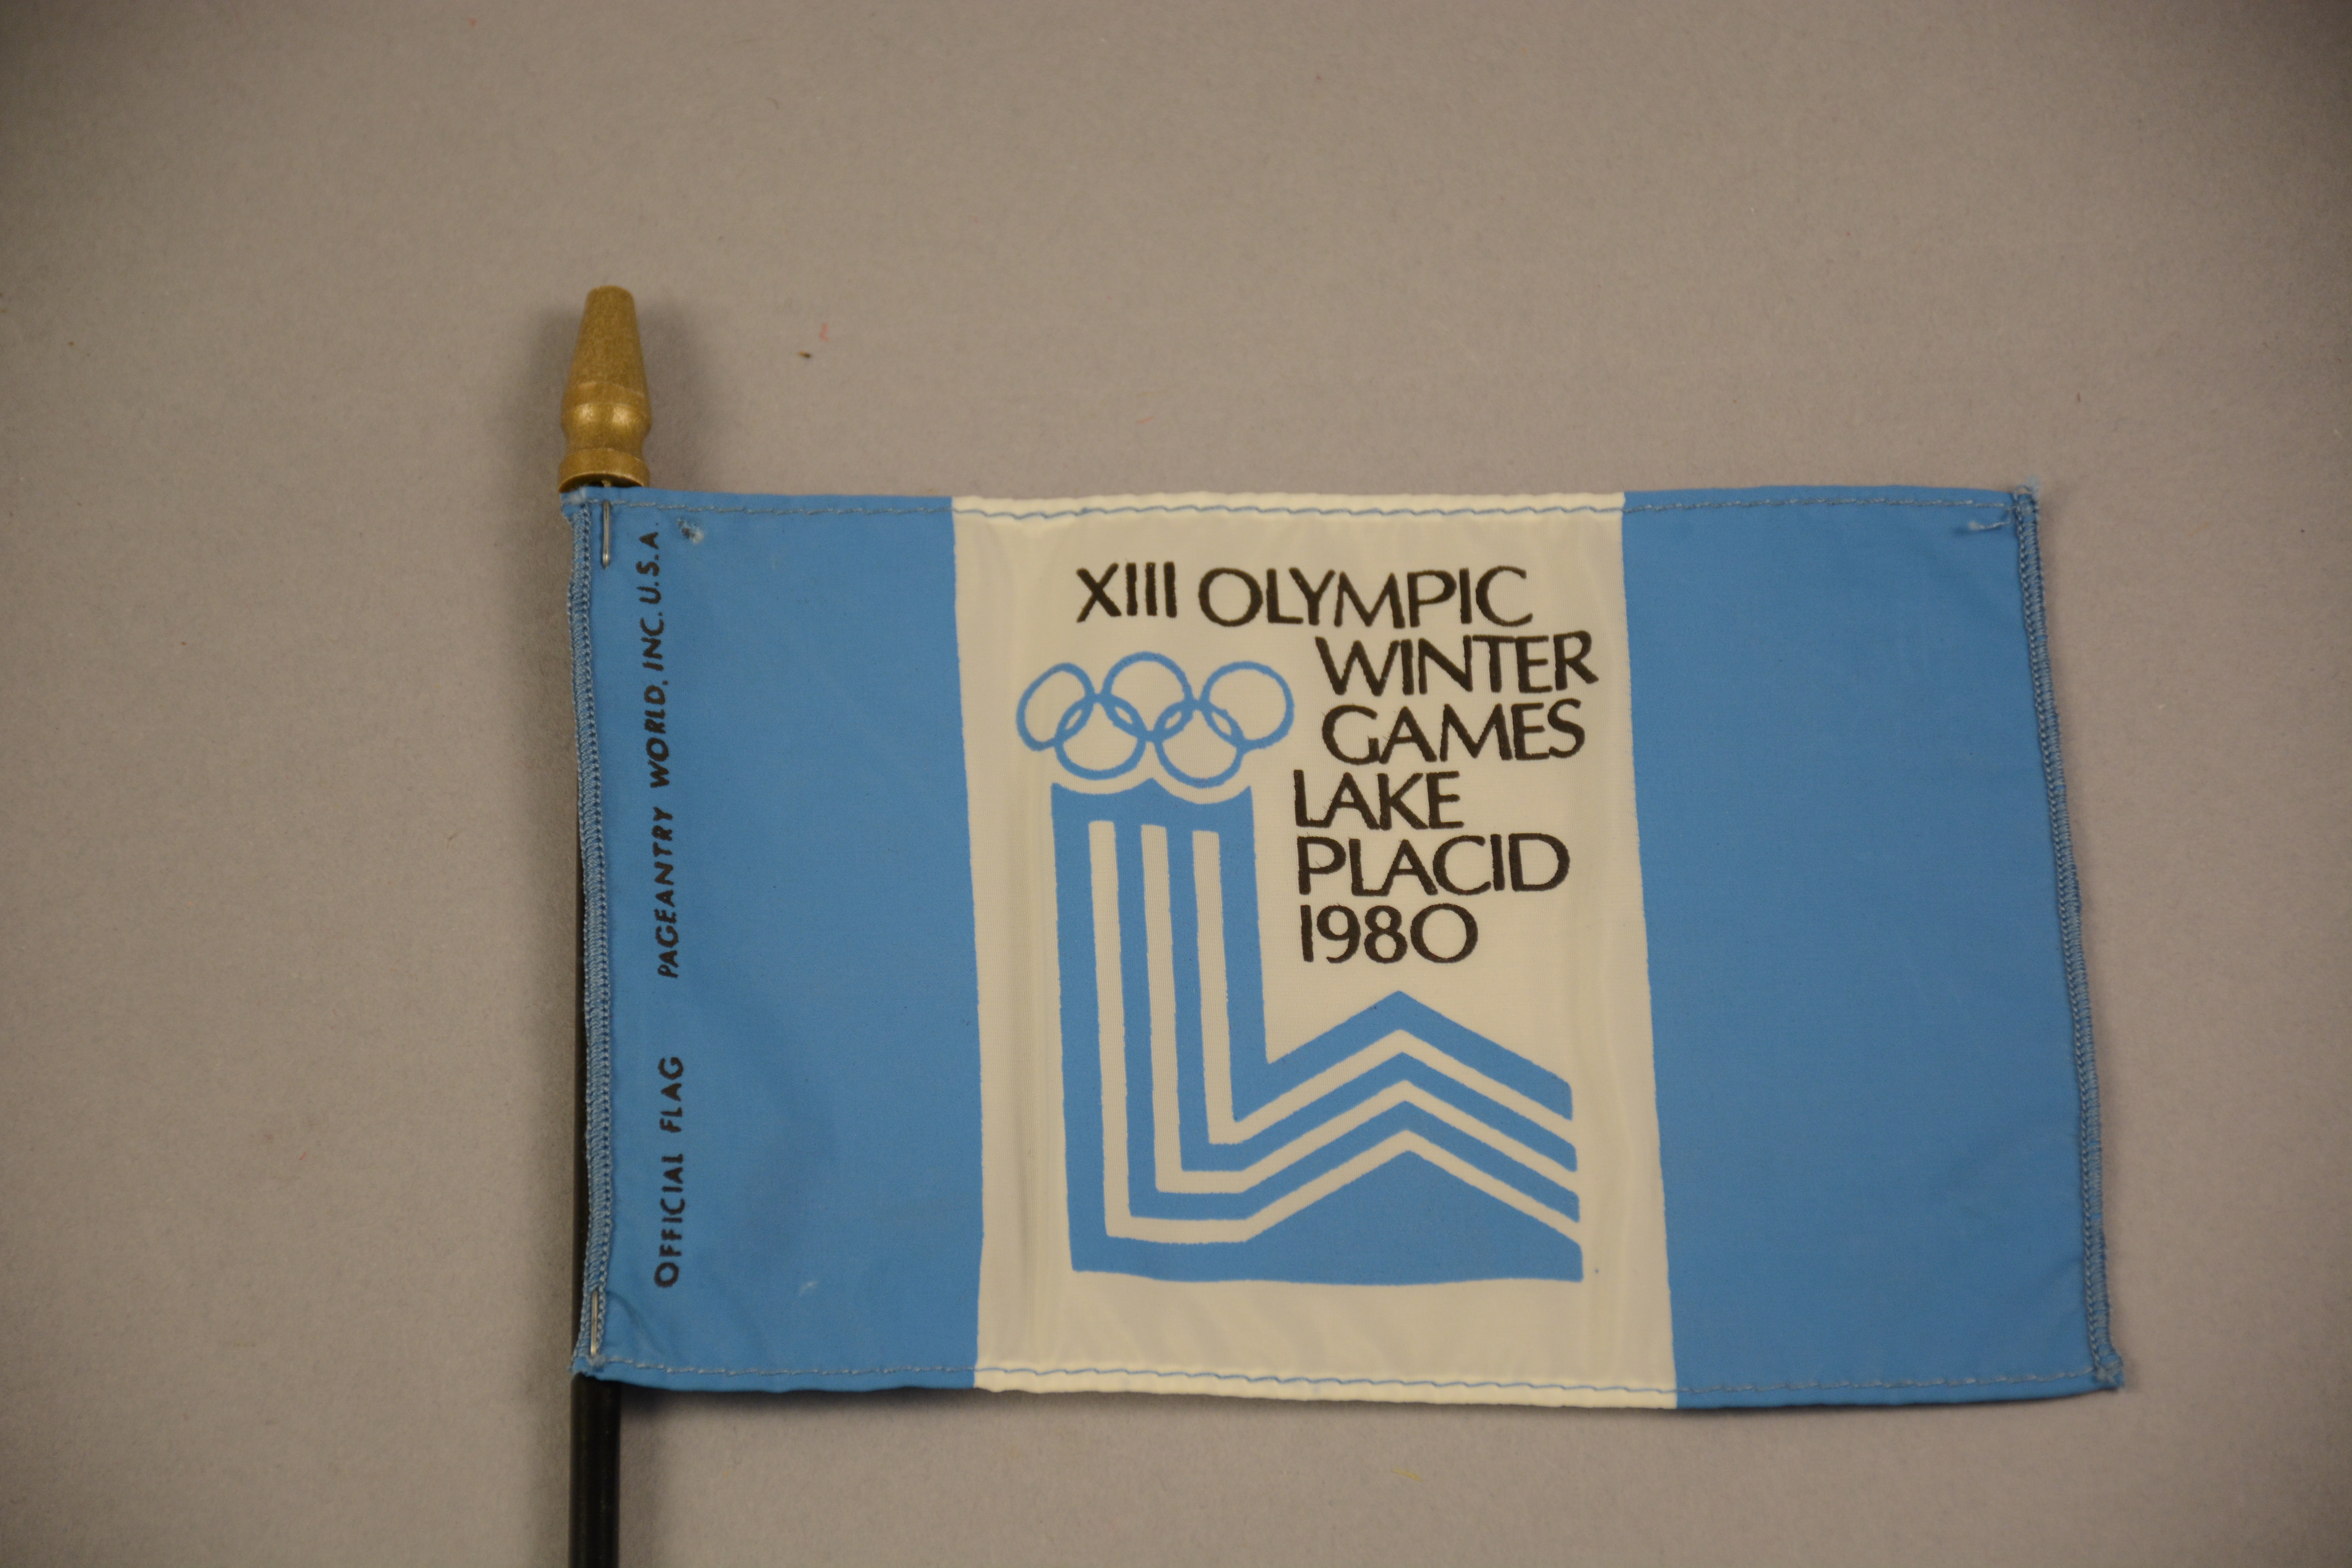 OFFICIAL FLAG PAGEANTRY WORLD, INC. U.S.A.
XIII OLYMPIC
WINTER
GAMES
LAKE
PLACID
1980